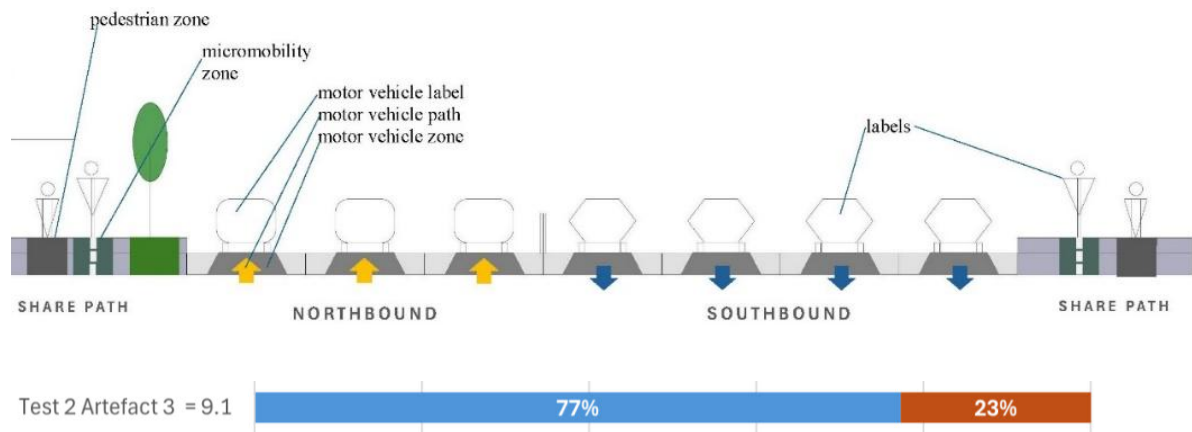 pedestrian zone
micromobility
zone
motor vehicle label
motor vehicle path
motor vehicle zone
labels
SHARE PATH
NORTHBOUND
SOUTHBOUND
SHARE PATH
Test 2 Artefact 3 = 9.1
77%
23%